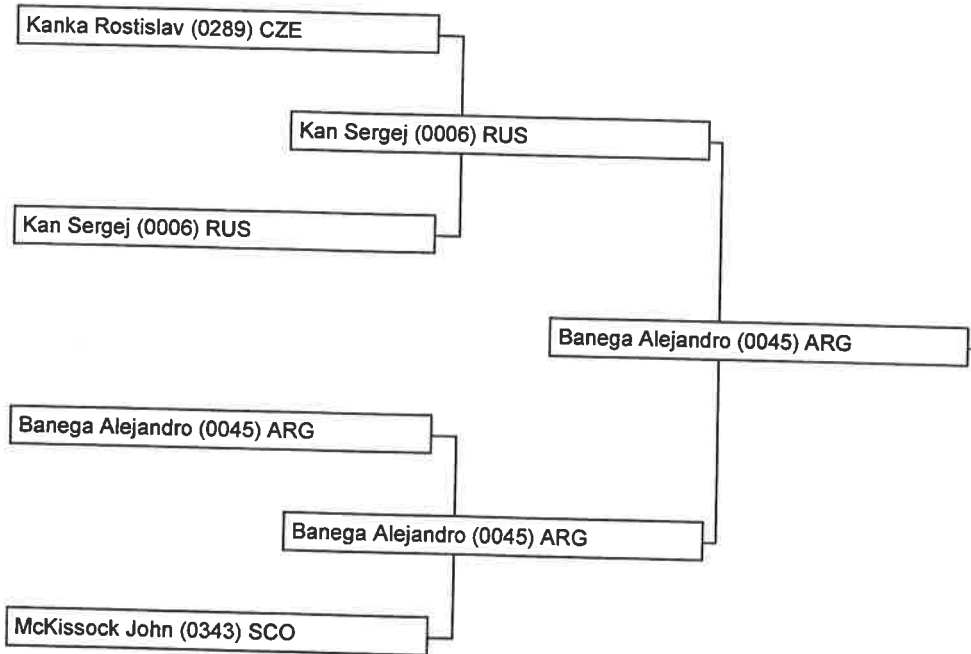 Kanka Rostislav (0289) CZE
Kan Sergej (0006) RUS
Kan Sergej (0006) RUS
Banega Alejandro (0045) ARG
Banega Alejandro (0045) ARG
Banega Alejandro (0045) ARG
McKissock John (0343) SCO